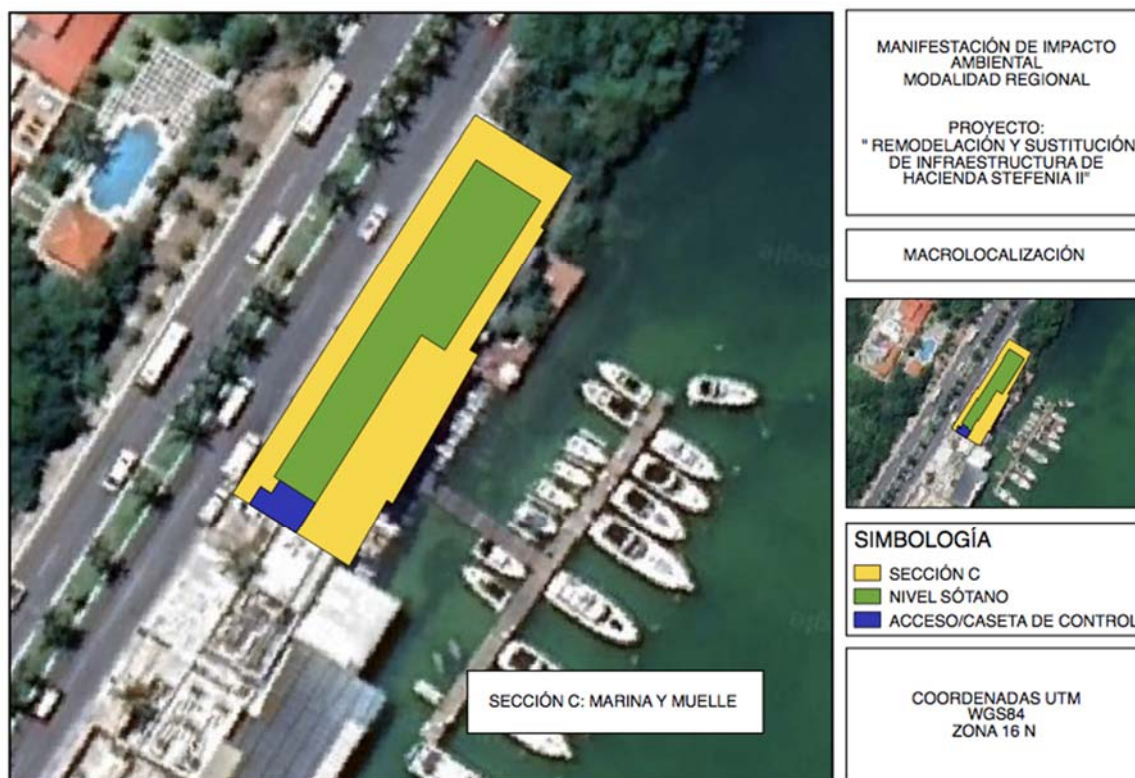 MANIFESTACIÓN DE IMPACTO
AMBIENTAL
MODALIDAD REGIONAL
PROYECTO:
" REMODELACIÓN Y SUSTITUCIÓN
DE INFRAESTRUCTURA DE
HACIENDA STEFENIA II"
MACROLOCALIZACIÓN
SIMBOLOGÍA
SECCIÓN C
NIVEL SÓTANO
ACCESO/CASETA DE CONTROL
SECCIÓN C: MARINA Y MUELLE
COORDENADAS UTM
WGS84
ZONA 16 N